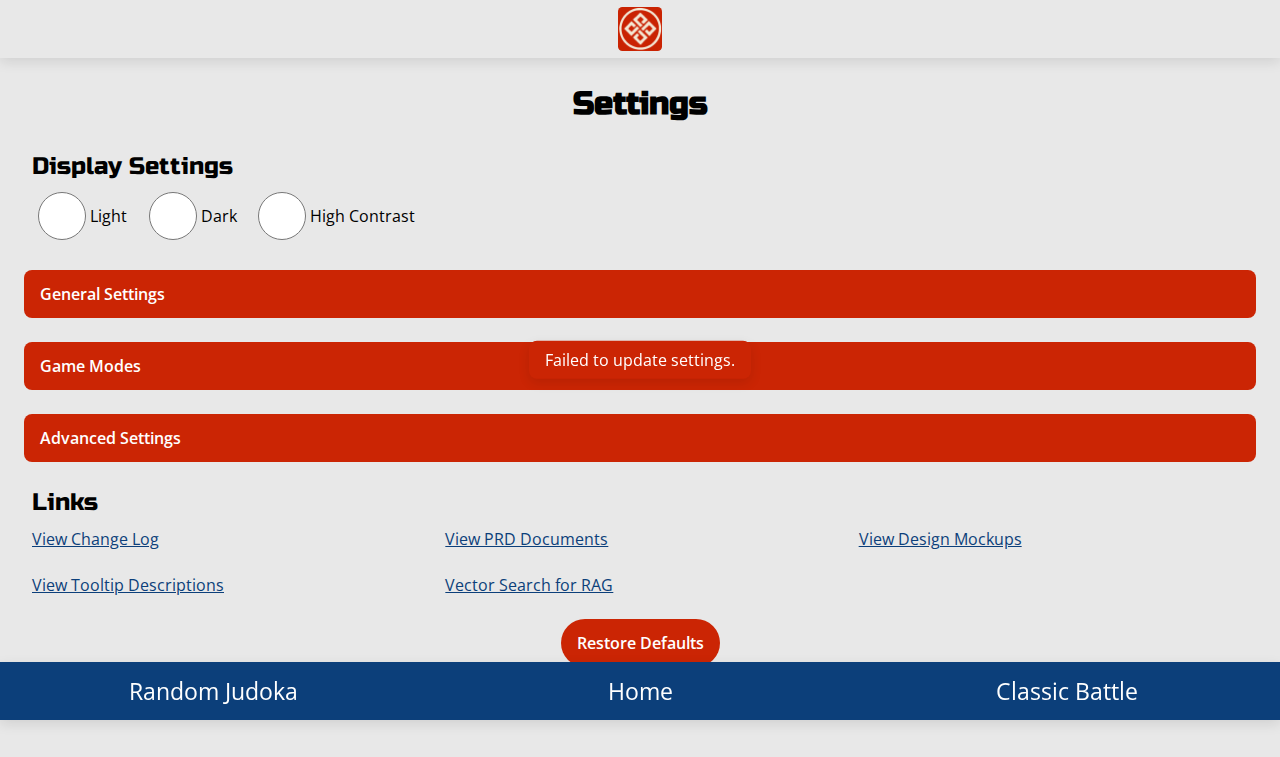 Settings
Display Settings
Light
Dark
High Contrast
General Settings
Game Modes
Failed to update settings.
Advanced Settings
Links
View Change Log
View PRD Documents
View Design Mockups
View Tooltip Descriptions
Vector Search for RAG
Restore Defaults
Random Judoka
Home
Classic Battle